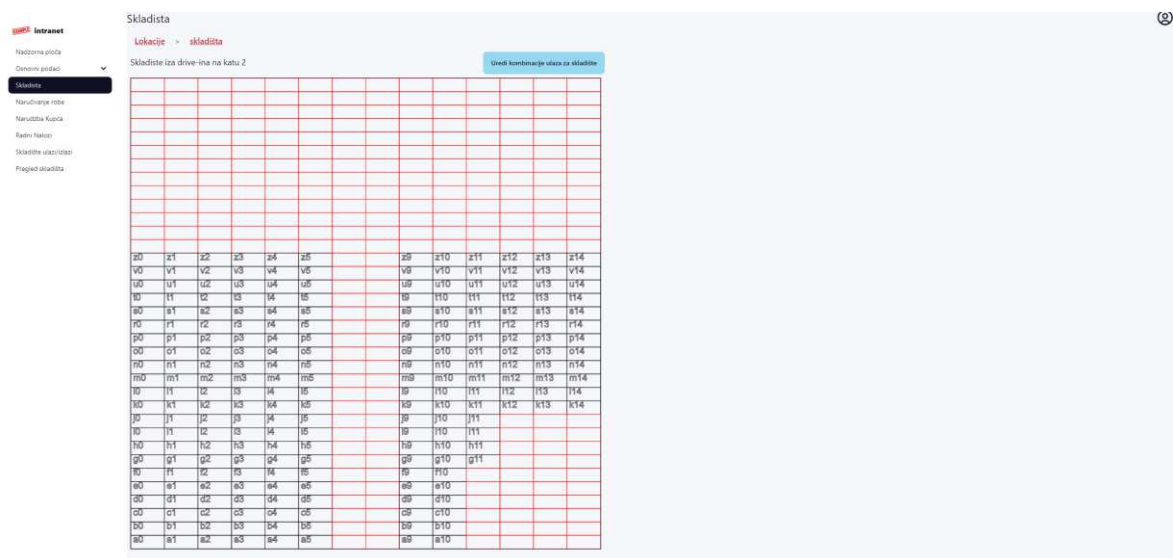 SIMPLE intranet
Nadzorna ploča
Osnovni podaci
Skladista
Naručivanje robe
Narudzba Kupca
Radni Nalozi
Skladište ulazi/izlazi
Pregled skladišta
Skladista
Lokacije > skladišta
Skladiste iza drive-ina na katu 2
Uredi kombinacije ulaza za skladište
z0 z1 z2 z3 z4 z5 z9 z10 z11 z12 z13 z14
v0 v1 v2 v3 v4 v5 v9 v10 v11 v12 v13 v14
u0 u1 u2 u3 u4 u5 u9 u10 u11 u12 u13 u14
t0 t1 t2 t3 t4 t5 t9 t10 t11 t12 t13 t14
s0 s1 s2 s3 s4 s5 s9 s10 s11 s12 s13 s14
r0 r1 r2 r3 r4 r5 r9 r10 r11 r12 r13 r14
p0 p1 p2 p3 p4 p5 p9 p10 p11 p12 p13 p14
o0 o1 o2 o3 o4 o5 o9 o10 o11 o12 o13 o14
n0 n1 n2 n3 n4 n5 n9 n10 n11 n12 n13 n14
m0 m1 m2 m3 m4 m5 m9 m10 m11 m12 m13 m14
l0 l1 l2 l3 l4 l5 l9 l10 l11 l12 l13 l14
k0 k1 k2 k3 k4 k5 k9 k10 k11 k12 k13 k14
j0 j1 j2 j3 j4 j5 j9 j10 j11
i0 i1 i2 i3 i4 i5 i9 i10 i11
h0 h1 h2 h3 h4 h5 h9 h10 h11
g0 g1 g2 g3 g4 g5 g9 g10 g11
f0 f1 f2 f3 f4 f5 f9 f10
e0 e1 e2 e3 e4 e5 e9 e10
d0 d1 d2 d3 d4 d5 d9 d10
c0 c1 c2 c3 c4 c5 c9 c10
b0 b1 b2 b3 b4 b5 b9 b10
a0 a1 a2 a3 a4 a5 a9 a10